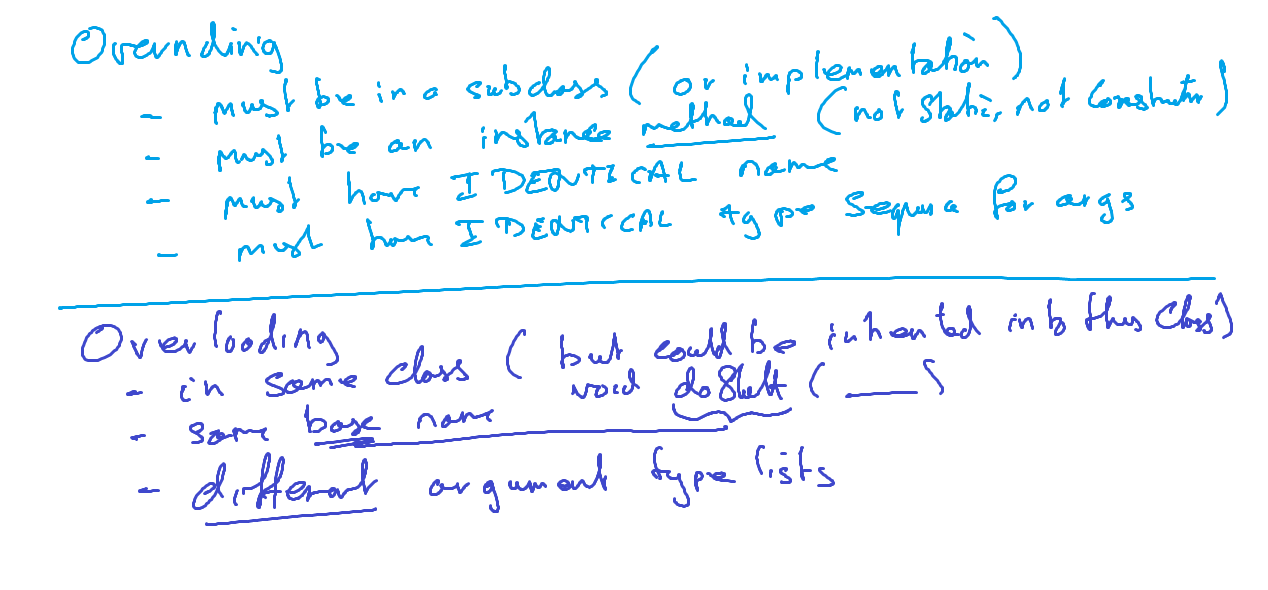 Overriding
- must be in a subclass (or implementation)
- must be an instance method (not static, not constructor)
- must have IDENTICAL name
- must have IDENTICAL type sequence for args
Overloading
- in same class (but could be inherited into this class)
- same base name void doStuff ( ___ )
- different argument type lists